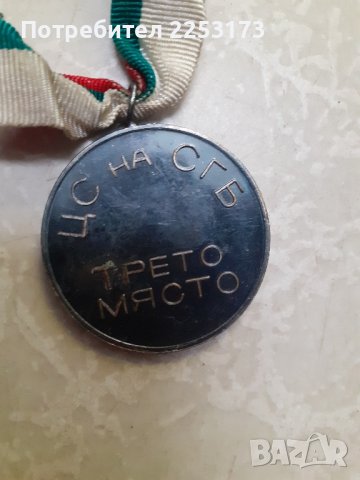 Потребител 2253173
ЦС на СГБ
ТРЕТО
МЯСТО
BAZAR